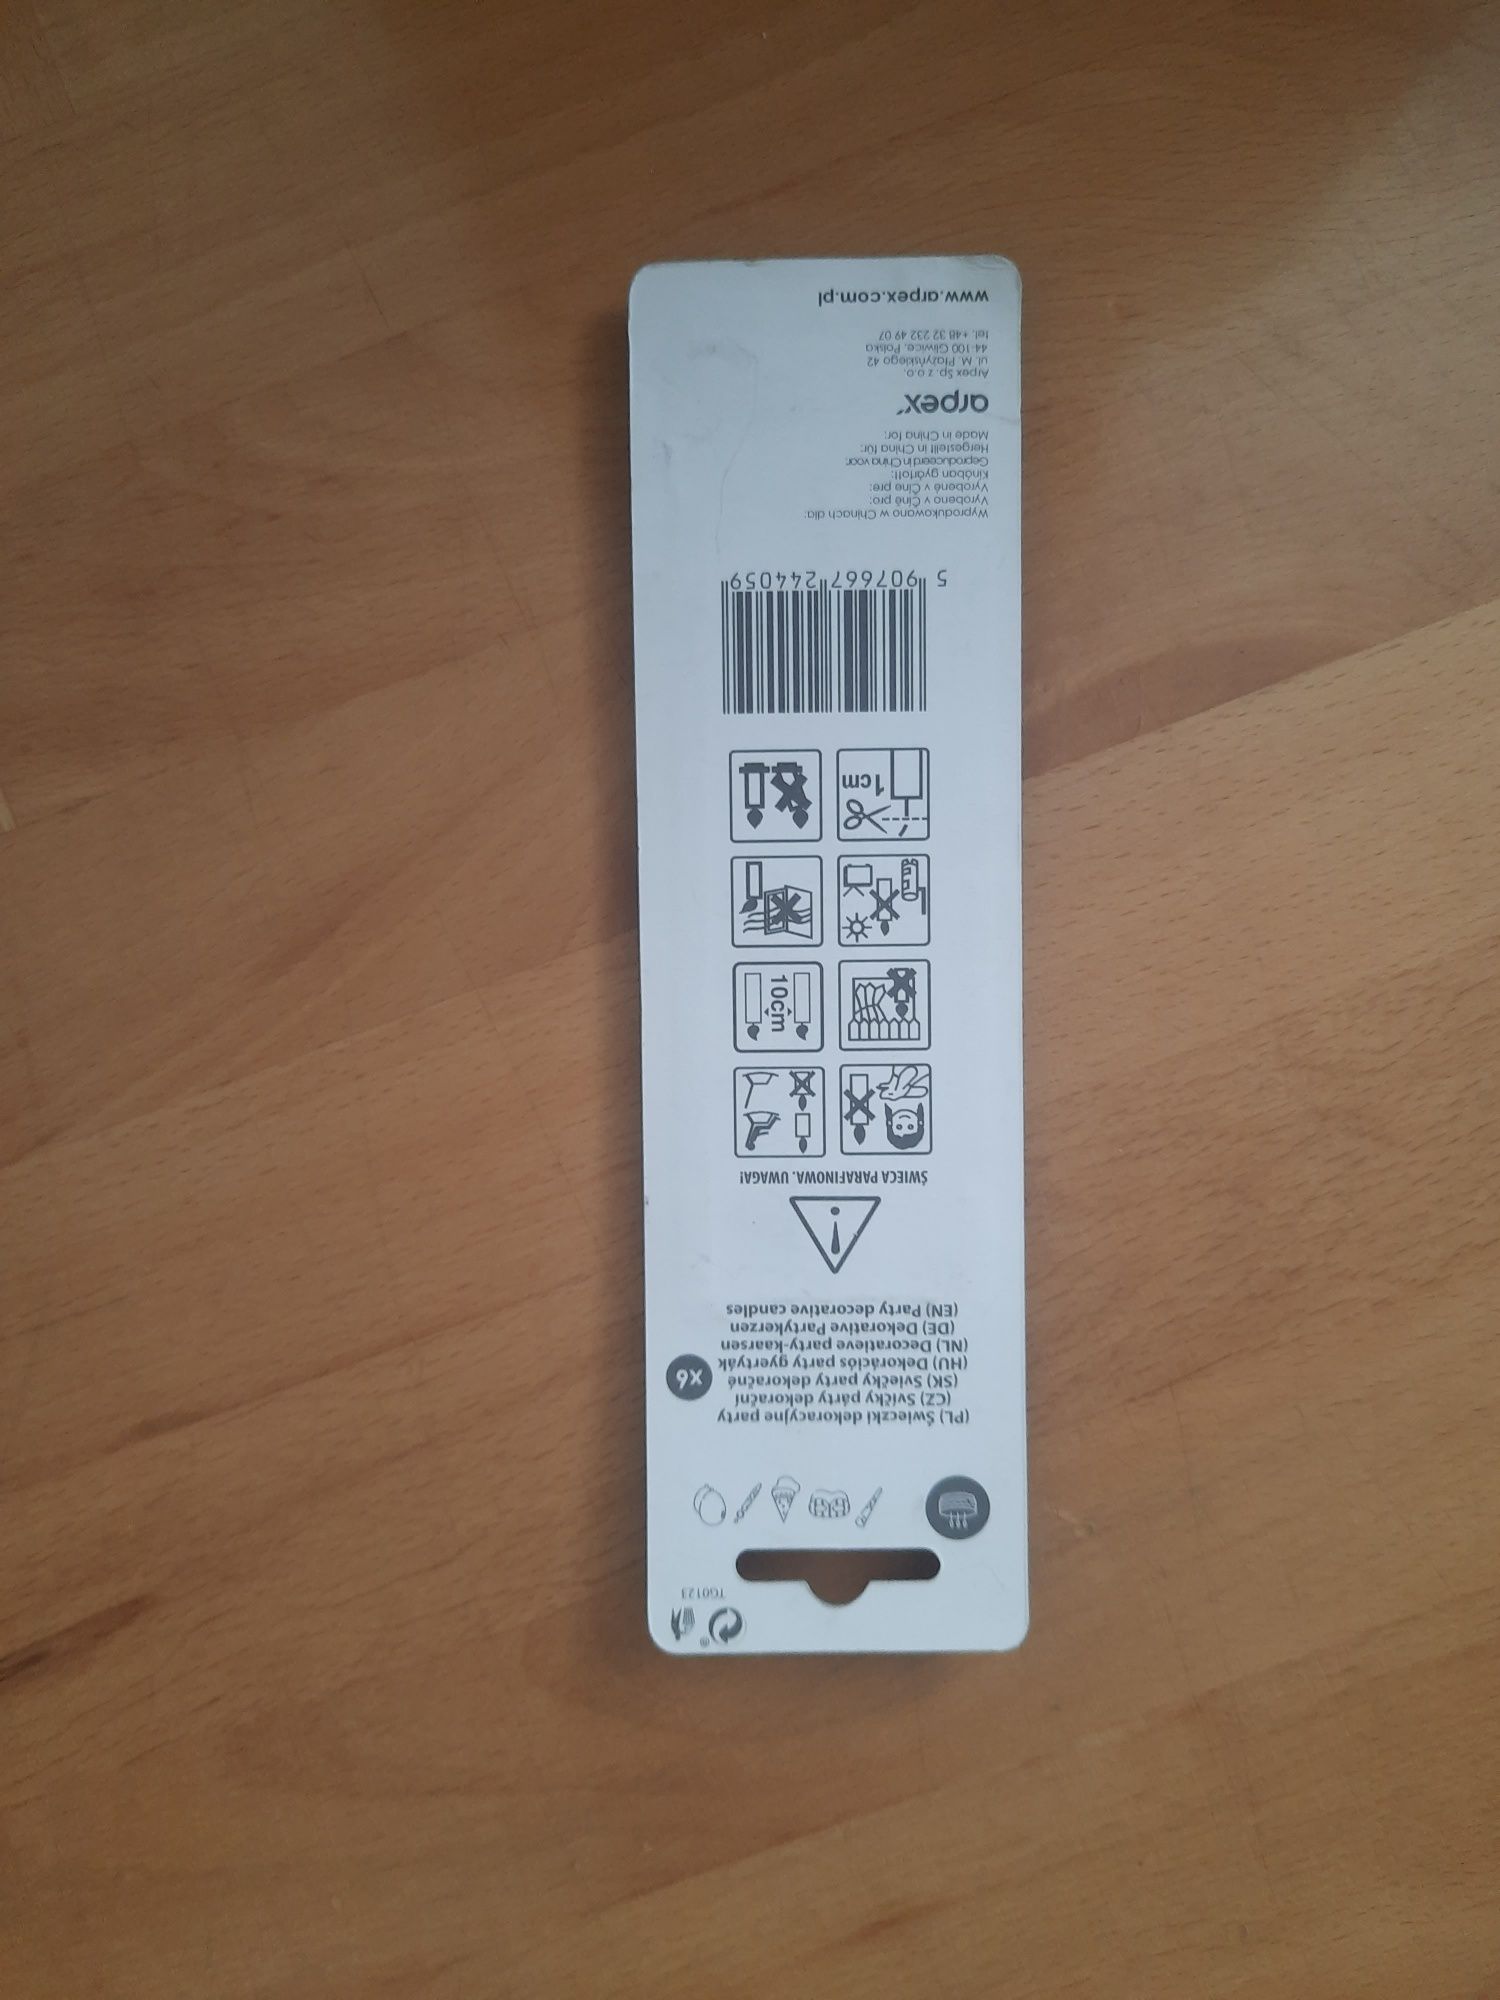 TG0123
(PL) Świeczki dekoracyjne party
(CZ) Svíčky párty dekorační
(SK) Sviečky party dekoračné
(HU) Dekorációs party gyertyák
(NL) Decoratieve party-kaarsen
(DE) Dekorative Partykerzen
(EN) Party decorative candles
x6
ŚWIECA PARAFINOWA. UWAGA!
10cm
1cm
5 907667 244059
Wyprodukowano w Chinach dla:
Vyrobeno v Číně pro:
Vyrobené v Číne pre:
Kínában gyártott:
Geproduceerd in China voor:
Hergestellt in China für:
Made in China for:
arpex
Arpex Sp. z o.o.
ul. M. Płażyńskiego 42
44-100 Gliwice, Polska
tel. +48 32 232 49 07
www.arpex.com.pl